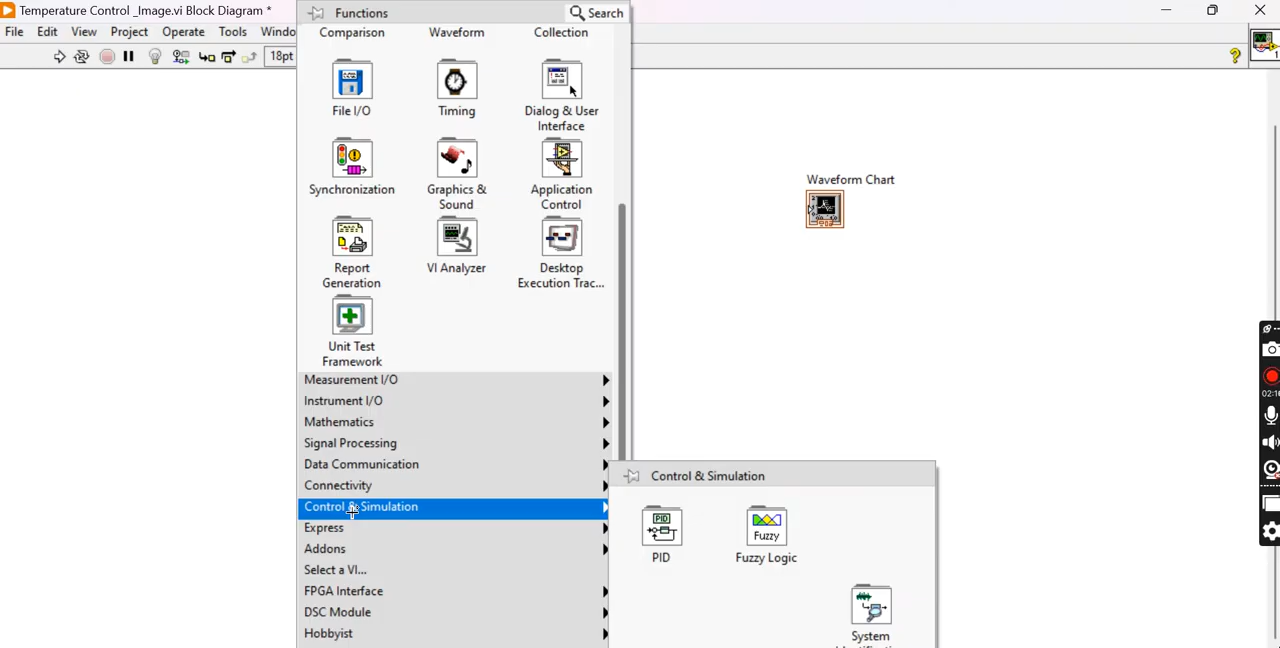 Temperature Control _Image.vi Block Diagram *
File Edit View Project Operate Tools Windo
18pt
Functions
Search
Comparison Waveform Collection
File I/O Timing Dialog & User
Interface
Synchronization Graphics & Application
Sound Control
Report VI Analyzer Desktop
Generation Execution Trac...
Unit Test
Framework
Measurement I/O
Instrument I/O
Mathematics
Signal Processing
Data Communication
Connectivity
Control & Simulation
Express
Addons
Select a VI...
FPGA Interface
DSC Module
Hobbyist
Control & Simulation
PID
PID
Fuzzy
Fuzzy Logic
System
Waveform Chart
1